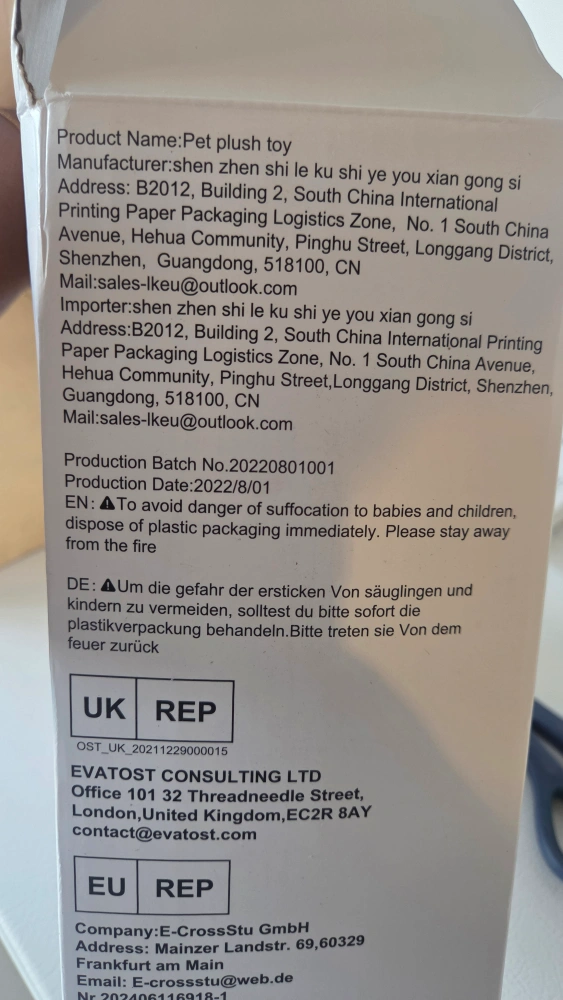 Product Name:Pet plush toy
Manufacturer:shen zhen shi le ku shi ye you xian gong si
Address: B2012, Building 2, South China International
Printing Paper Packaging Logistics Zone, No. 1 South China
Avenue, Hehua Community, Pinghu Street, Longgang District,
Shenzhen, Guangdong, 518100, CN
Mail:sales-lkeu@outlook.com
Importer:shen zhen shi le ku shi ye you xian gong si
Address:B2012, Building 2, South China International Printing
Paper Packaging Logistics Zone, No. 1 South China Avenue,
Hehua Community, Pinghu Street,Longgang District, Shenzhen,
Guangdong, 518100, CN
Mail:sales-lkeu@outlook.com
Production Batch No.20220801001
Production Date:2022/8/01
EN: ⚠To avoid danger of suffocation to babies and children,
dispose of plastic packaging immediately. Please stay away
from the fire
DE: ⚠Um die gefahr der ersticken Von säuglingen und
kindern zu vermeiden, solltest du bitte sofort die
plastikverpackung behandeln.Bitte treten sie Von dem
feuer zurück
UK REP
OST_UK_20211229000015
EVATOST CONSULTING LTD
Office 101 32 Threadneedle Street,
London,United Kingdom,EC2R 8AY
contact@evatost.com
EU REP
Company:E-CrossStu GmbH
Address: Mainzer Landstr. 69,60329
Frankfurt am Main
Email: E-crossstu@web.de
Nr.202406116918-1